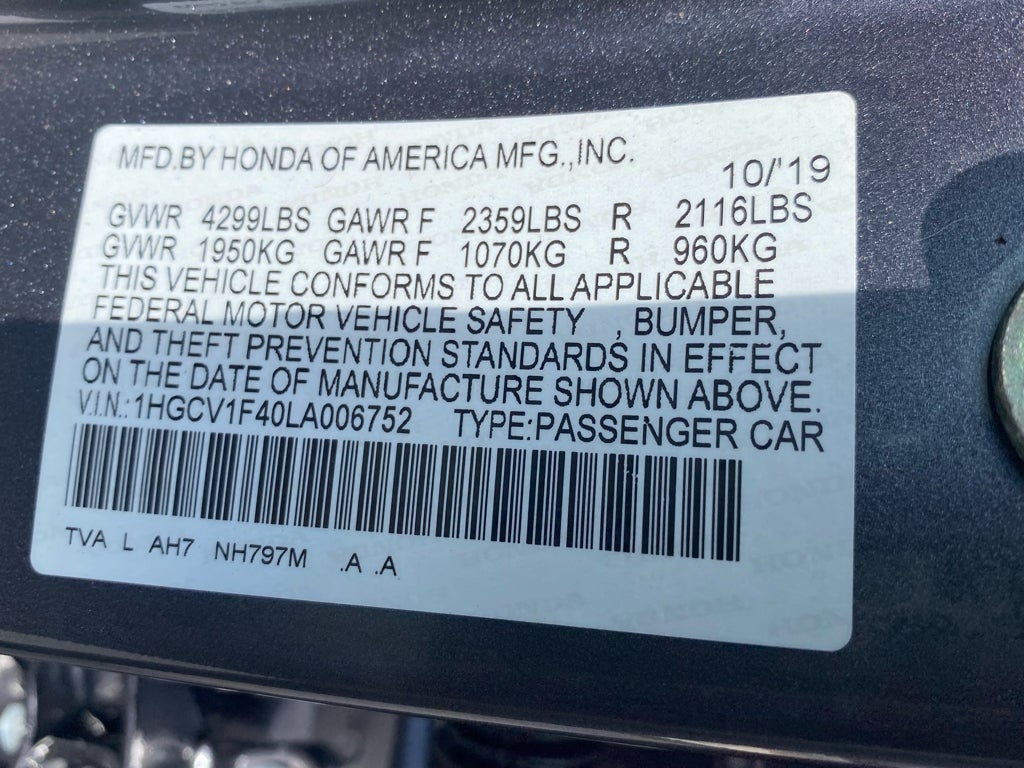 MFD.BY HONDA OF AMERICA MFG.,INC. 10/'19
GVWR 4299LBS GAWR F 2359LBS R 2116LBS
GVWR 1950KG GAWR F 1070KG R 960KG
THIS VEHICLE CONFORMS TO ALL APPLICABLE
FEDERAL MOTOR VEHICLE SAFETY , BUMPER,
AND THEFT PREVENTION STANDARDS IN EFFECT
ON THE DATE OF MANUFACTURE SHOWN ABOVE.
V.I.N.:1HGCV1F40LA006752 TYPE:PASSENGER CAR
TVA L AH7 NH797M .A .A